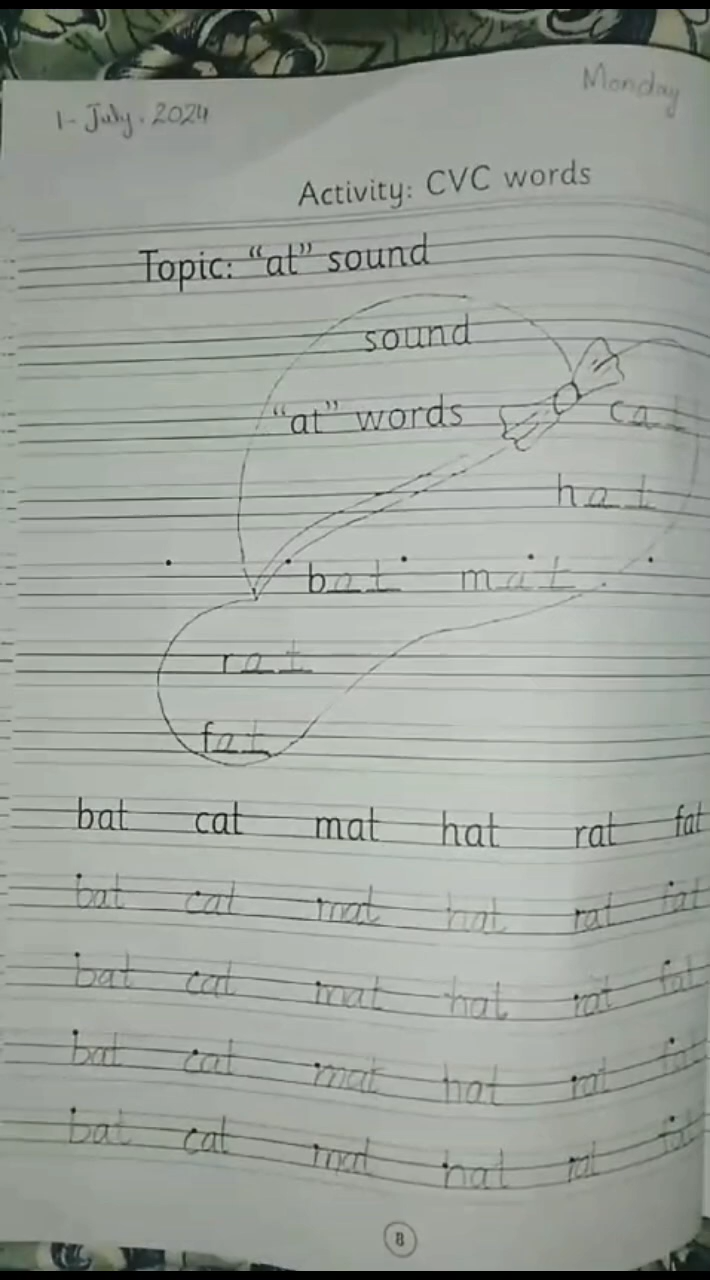 Monday
1- July. 2024
Activity: CVC words
Topic: “at” sound
sound
“at” words
cat
hat
bat mat
rat
fat
bat cat mat hat rat fat
bat cat mat hat rat fat
bat cat mat hat rat fat
bat cat mat hat rat fat
bat cat mat hat rat fat
8